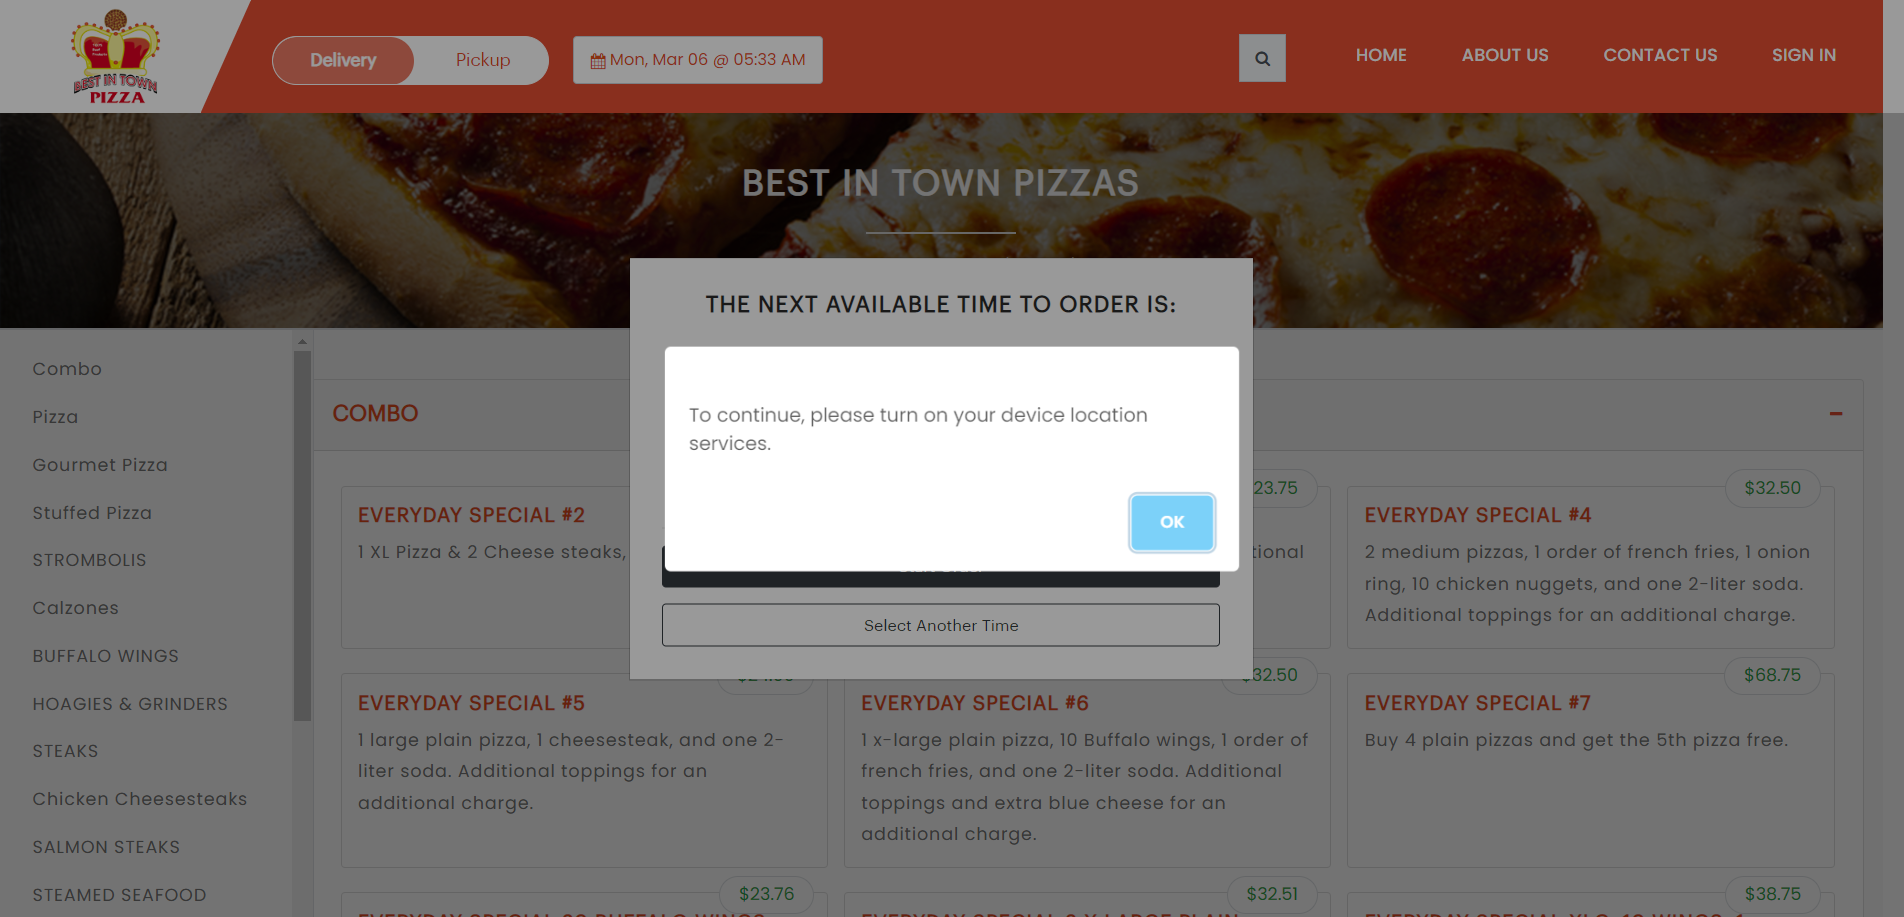 BEST IN TOWN
PIZZA
Delivery
Pickup
Mon, Mar 06 @ 05:33 AM
HOME
ABOUT US
CONTACT US
SIGN IN
BEST IN TOWN PIZZAS
THE NEXT AVAILABLE TIME TO ORDER IS:
To continue, please turn on your device location
services.
OK
Select Another Time
Combo
Pizza
Gourmet Pizza
Stuffed Pizza
STROMBOLIS
Calzones
BUFFALO WINGS
HOAGIES & GRINDERS
STEAKS
Chicken Cheesesteaks
SALMON STEAKS
STEAMED SEAFOOD
COMBO
EVERYDAY SPECIAL #2
1 XL Pizza & 2 Cheese steaks,
23.75
tional
$32.50
EVERYDAY SPECIAL #4
2 medium pizzas, 1 order of french fries, 1 onion
ring, 10 chicken nuggets, and one 2-liter soda.
Additional toppings for an additional charge.
EVERYDAY SPECIAL #5
1 large plain pizza, 1 cheesesteak, and one 2-
liter soda. Additional toppings for an
additional charge.
32.50
EVERYDAY SPECIAL #6
1 x-large plain pizza, 10 Buffalo wings, 1 order of
french fries, and one 2-liter soda. Additional
toppings and extra blue cheese for an
additional charge.
$68.75
EVERYDAY SPECIAL #7
Buy 4 plain pizzas and get the 5th pizza free.
$23.76
$32.51
$38.75